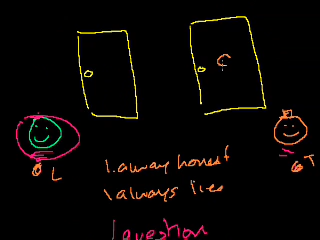 C
L
T
1 always honest
1 always lies
1 question